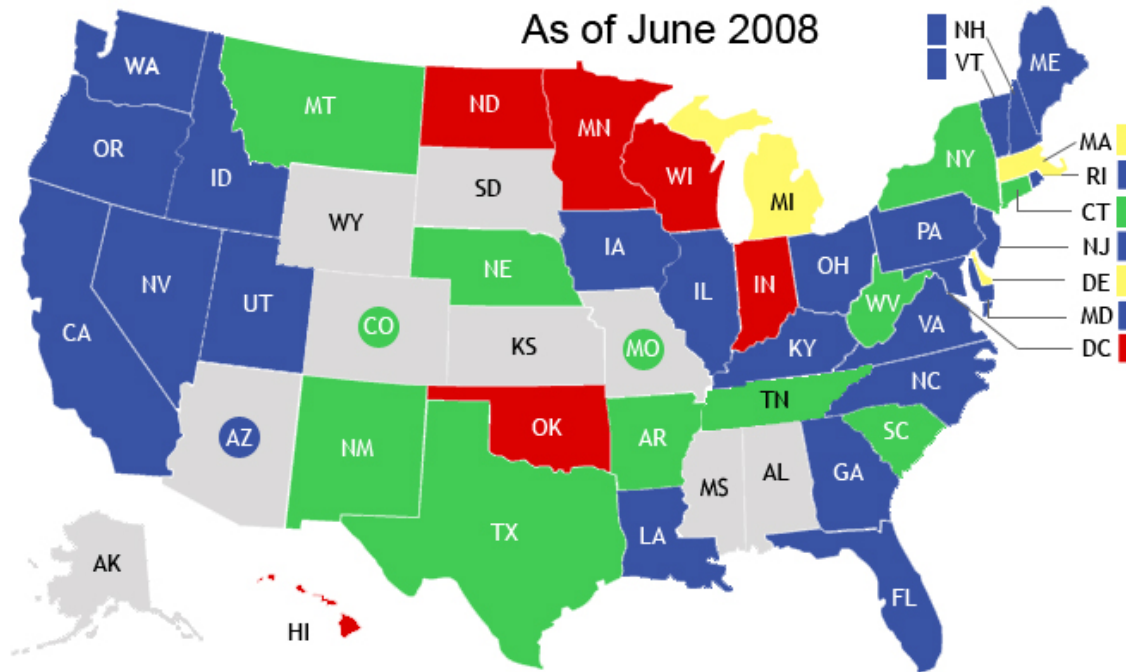 As of June 2008
NH
VT
ME
WA
MT
ND
MN
OR
ID
WI
NY
MA
SD
MI
RI
WY
CT
IA
PA
NJ
NE
OH
NV
UT
IL
IN
DE
WV
CA
CO
MD
VA
KS
MO
KY
DC
NC
TN
OK
AR
SC
AZ
NM
GA
MS
AL
TX
LA
AK
FL
HI